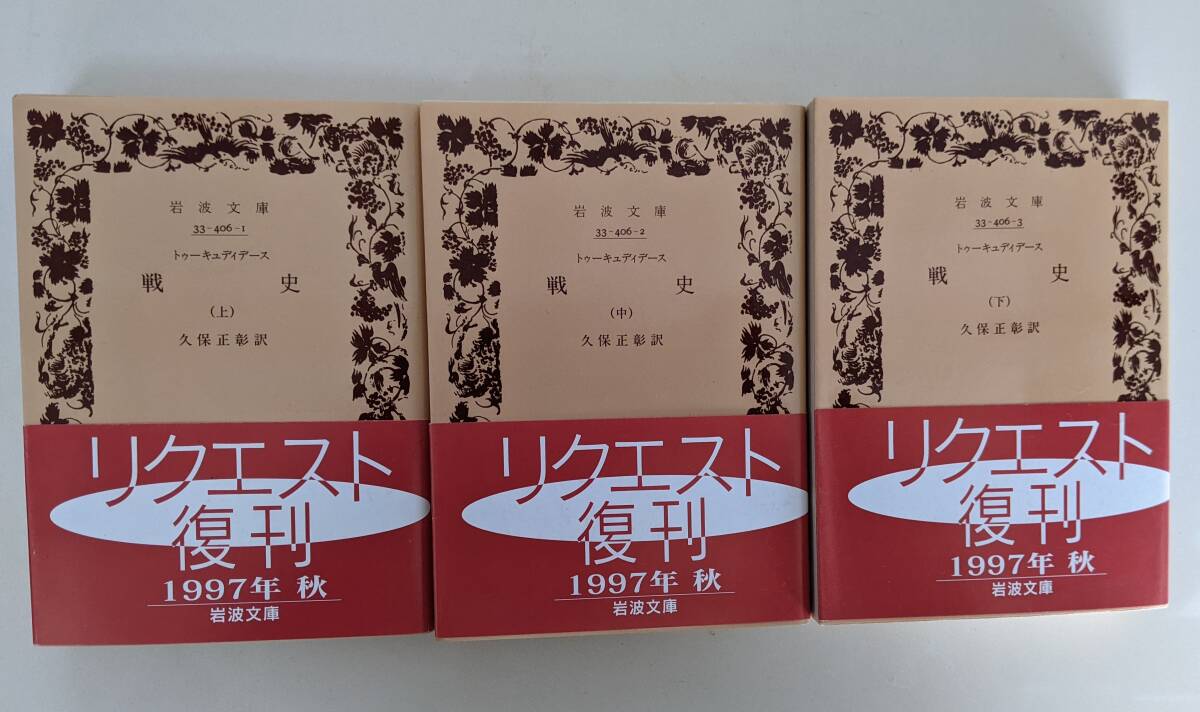 岩波文庫
33-406-1
トゥーキュディデース
戦史
(上)
久保正彰訳
リクエスト
復刊
1997年 秋
岩波文庫
岩波文庫
33-406-2
トゥーキュディデース
戦史
(中)
久保正彰訳
リクエスト
復刊
1997年 秋
岩波文庫
岩波文庫
33-406-3
トゥーキュディデース
戦史
(下)
久保正彰訳
リクエスト
復刊
1997年 秋
岩波文庫